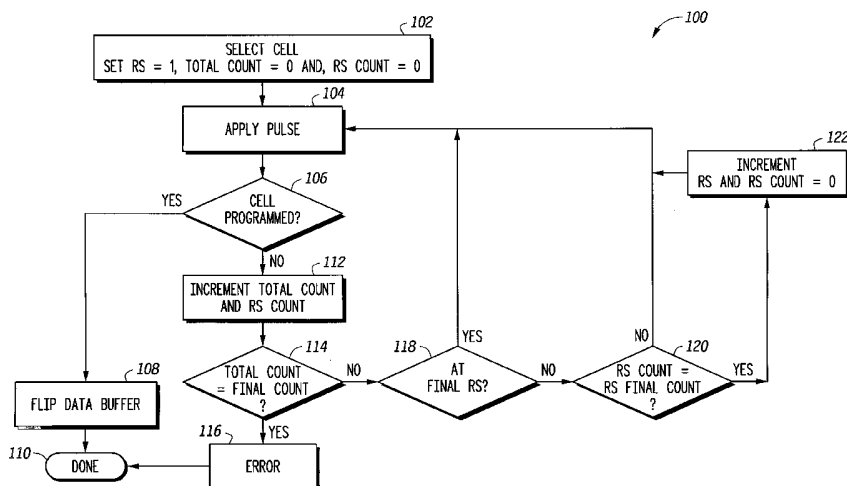 100
102
SELECT CELL
SET RS = 1, TOTAL COUNT = 0 AND, RS COUNT = 0
104
APPLY PULSE
122
INCREMENT
RS AND RS COUNT = 0
106
CELL
PROGRAMMED?
YES
NO
112
INCREMENT TOTAL COUNT
AND RS COUNT
114
TOTAL COUNT
= FINAL COUNT
?
NO
YES
118
AT
FINAL RS?
YES
NO
120
RS COUNT =
RS FINAL COUNT
?
NO
YES
108
FLIP DATA BUFFER
116
ERROR
110
DONE